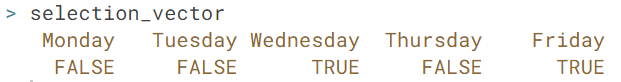 > selection_vector
Monday Tuesday Wednesday Thursday Friday
FALSE FALSE TRUE FALSE TRUE